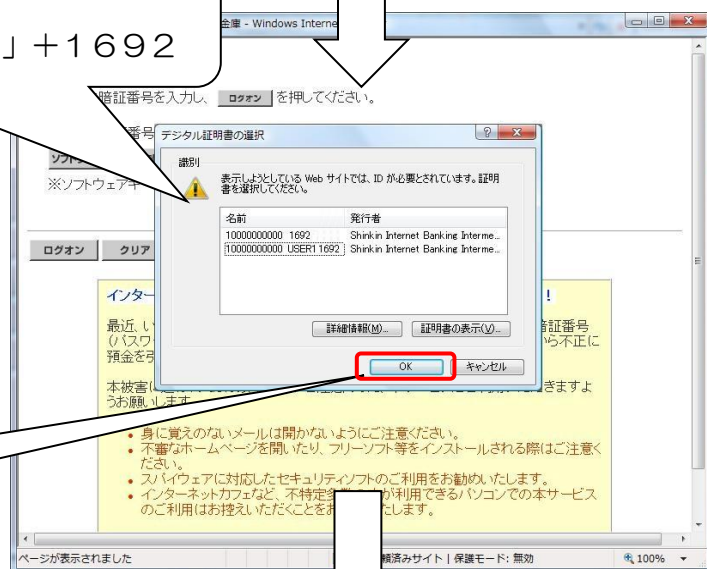 」＋１６９２
金庫 - Windows Interne
暗証番号を入力し、 ログオン を押してください。
番号
デジタル証明書の選択
識別
表示しようとしている Web サイトでは、ID が必要とされています。証明
書を選択してください。
※ソフトウェアキー
名前 発行者
10000000000 1692 Shinkin Internet Banking Interme...
10000000000 USER1 1692 Shinkin Internet Banking Interme...
ログオン クリア
詳細情報(M)... 証明書の表示(V)...
OK キャンセル
インター ！
最近、い 暗証番号
(パスワ から不正に
預金を引
本被害に きますよ
うお願いします
• 身に覚えのないメールは開かないようにご注意ください。
• 不審なホームページを開いたり、フリーソフト等をインストールされる際はご注意く
ださい。
• スパイウェアに対応したセキュリティソフトのご利用をお勧めいたします。
• インターネットカフェなど、不特定多 が利用できるパソコンでの本サービス
のご利用はお控えいただくことをお たします。
ページが表示されました 頼済みサイト | 保護モード: 無効 100%